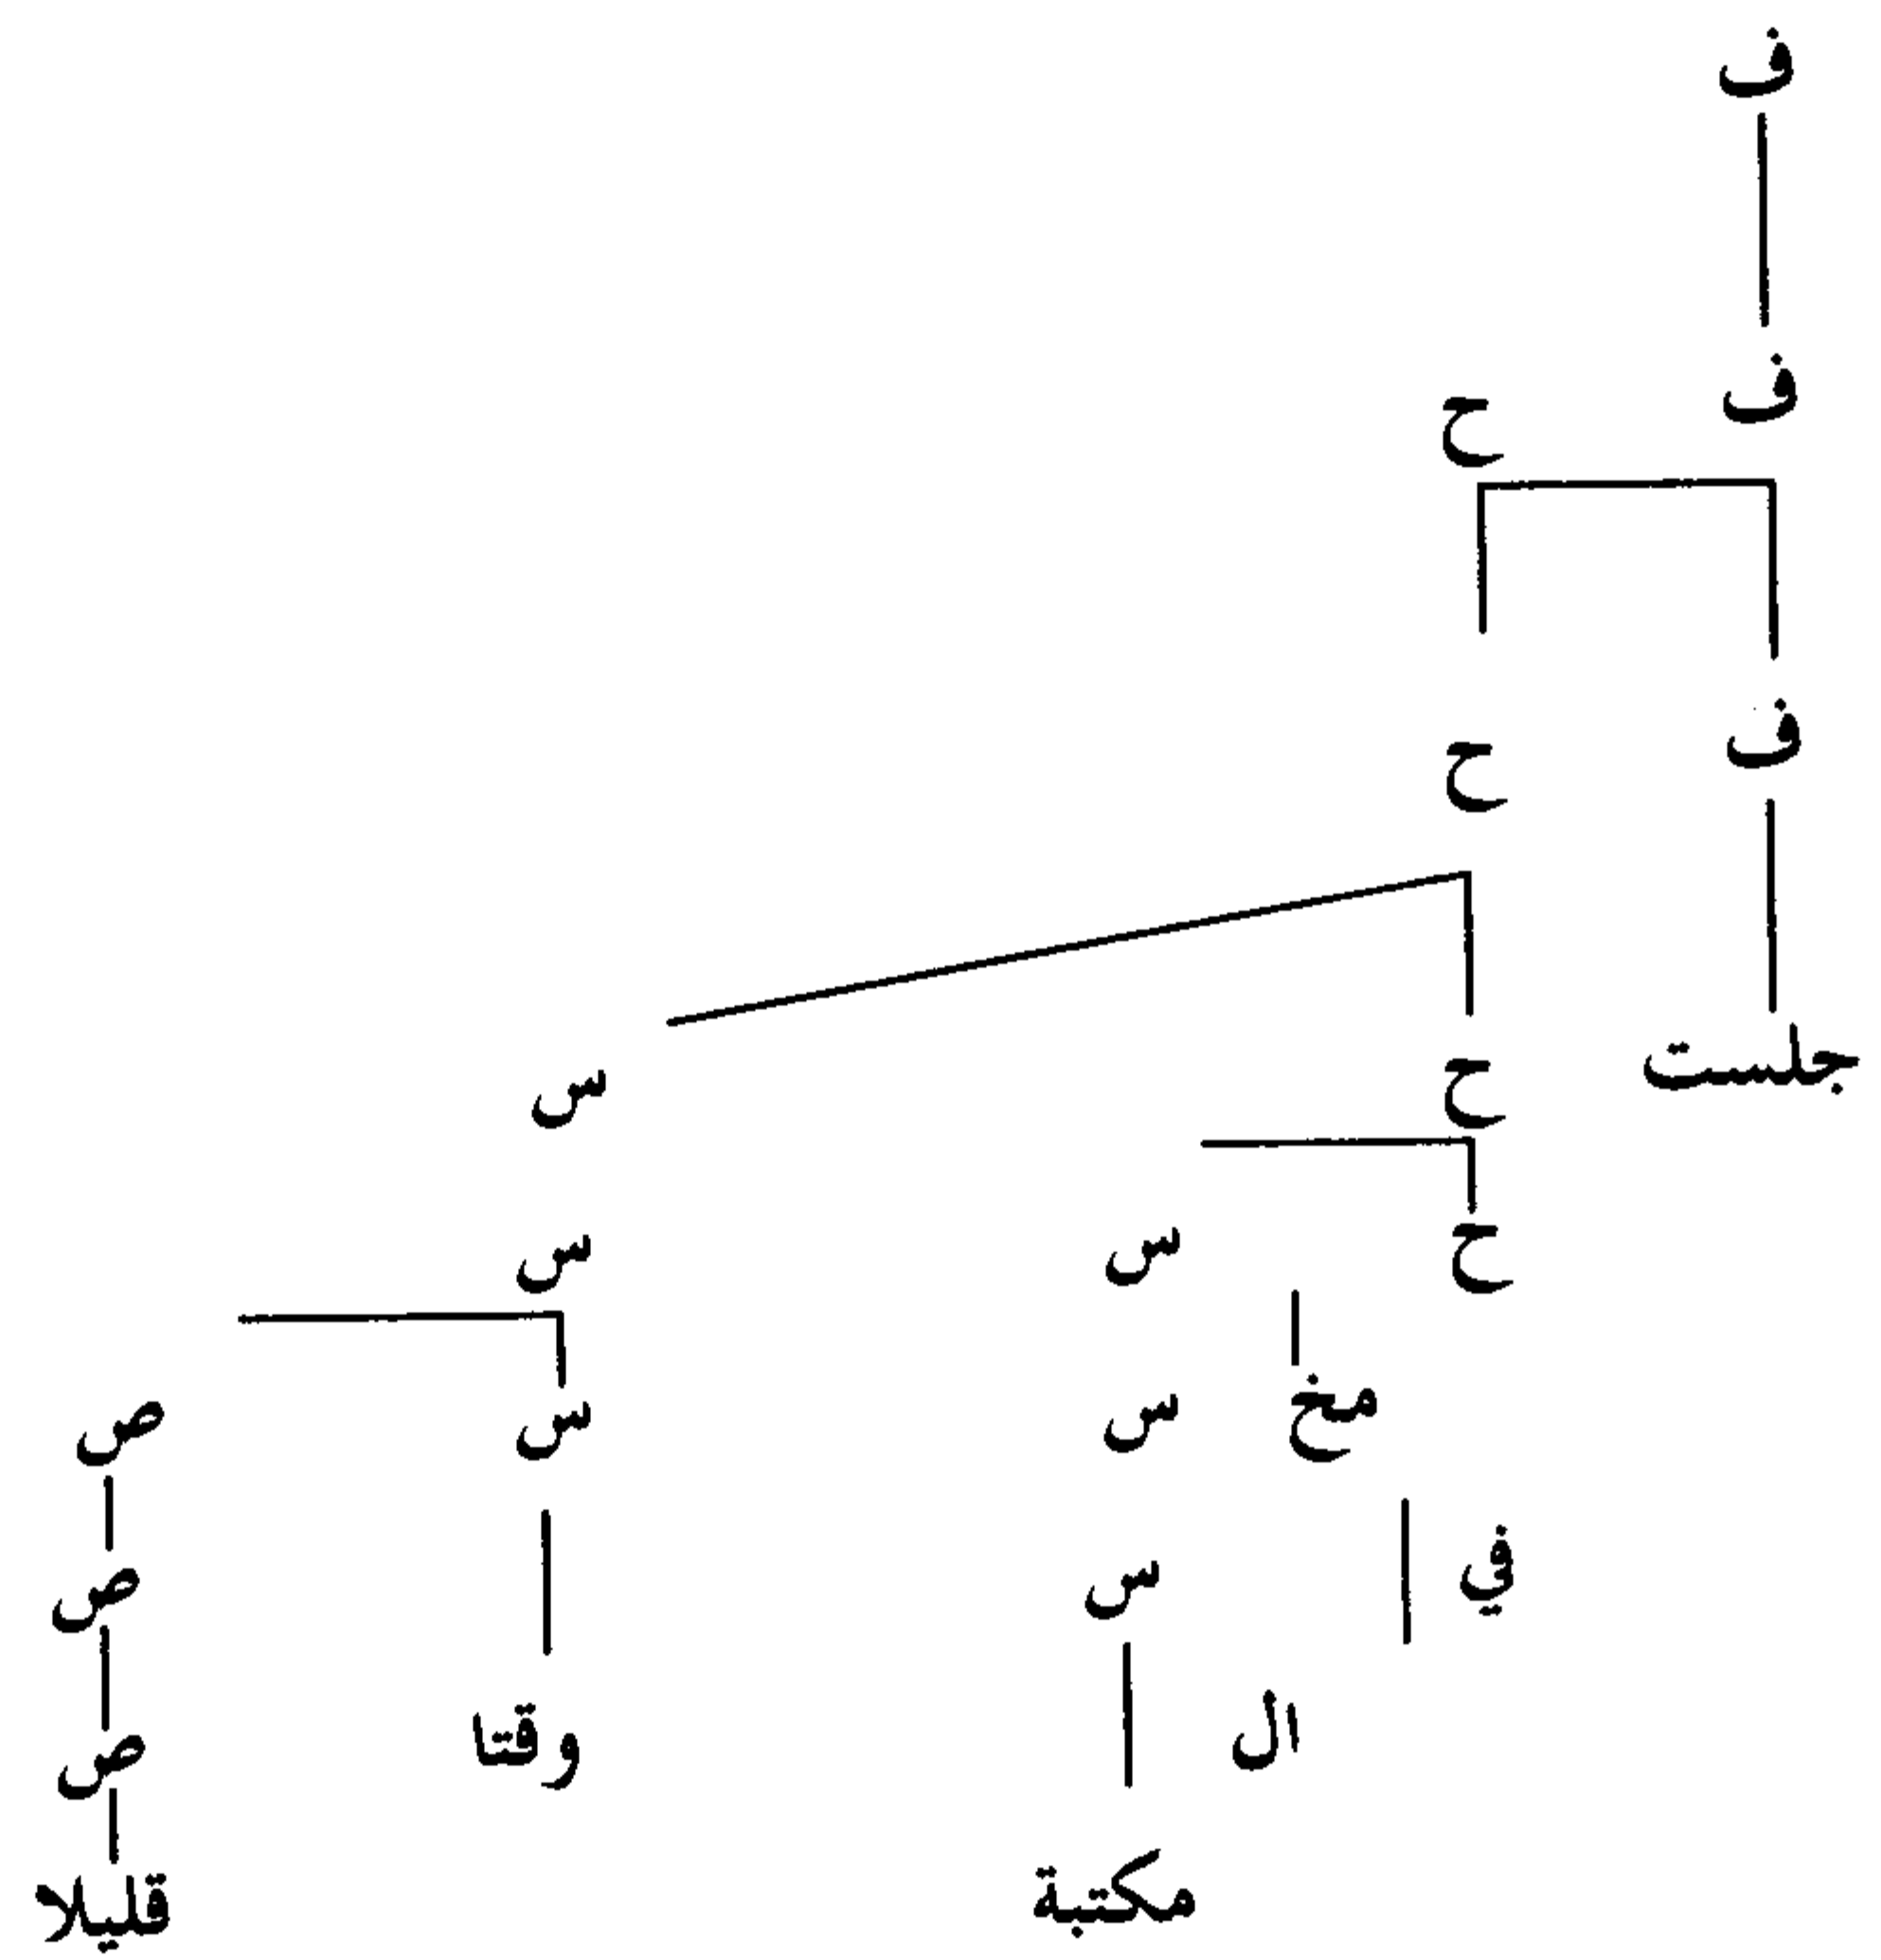 ف
ف ح
ف ح
جلست ح س
ح س س
مخ س س ص
في س ص
ال وقتا ص
مكتبة قليلا